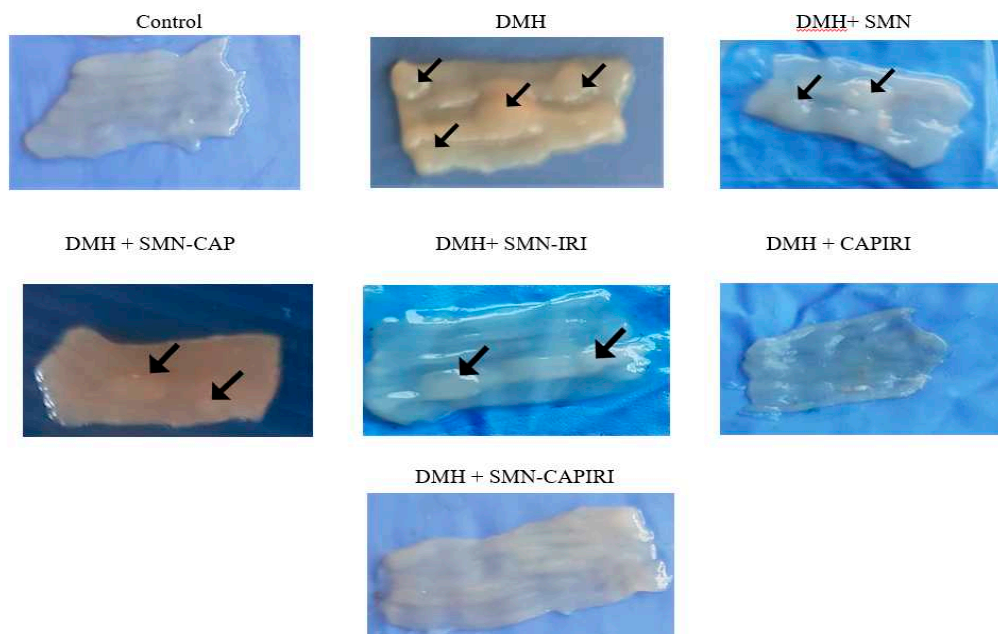 Control
DMH
DMH+ SMN
DMH + SMN-CAP
DMH+ SMN-IRI
DMH + CAPIRI
DMH + SMN-CAPIRI